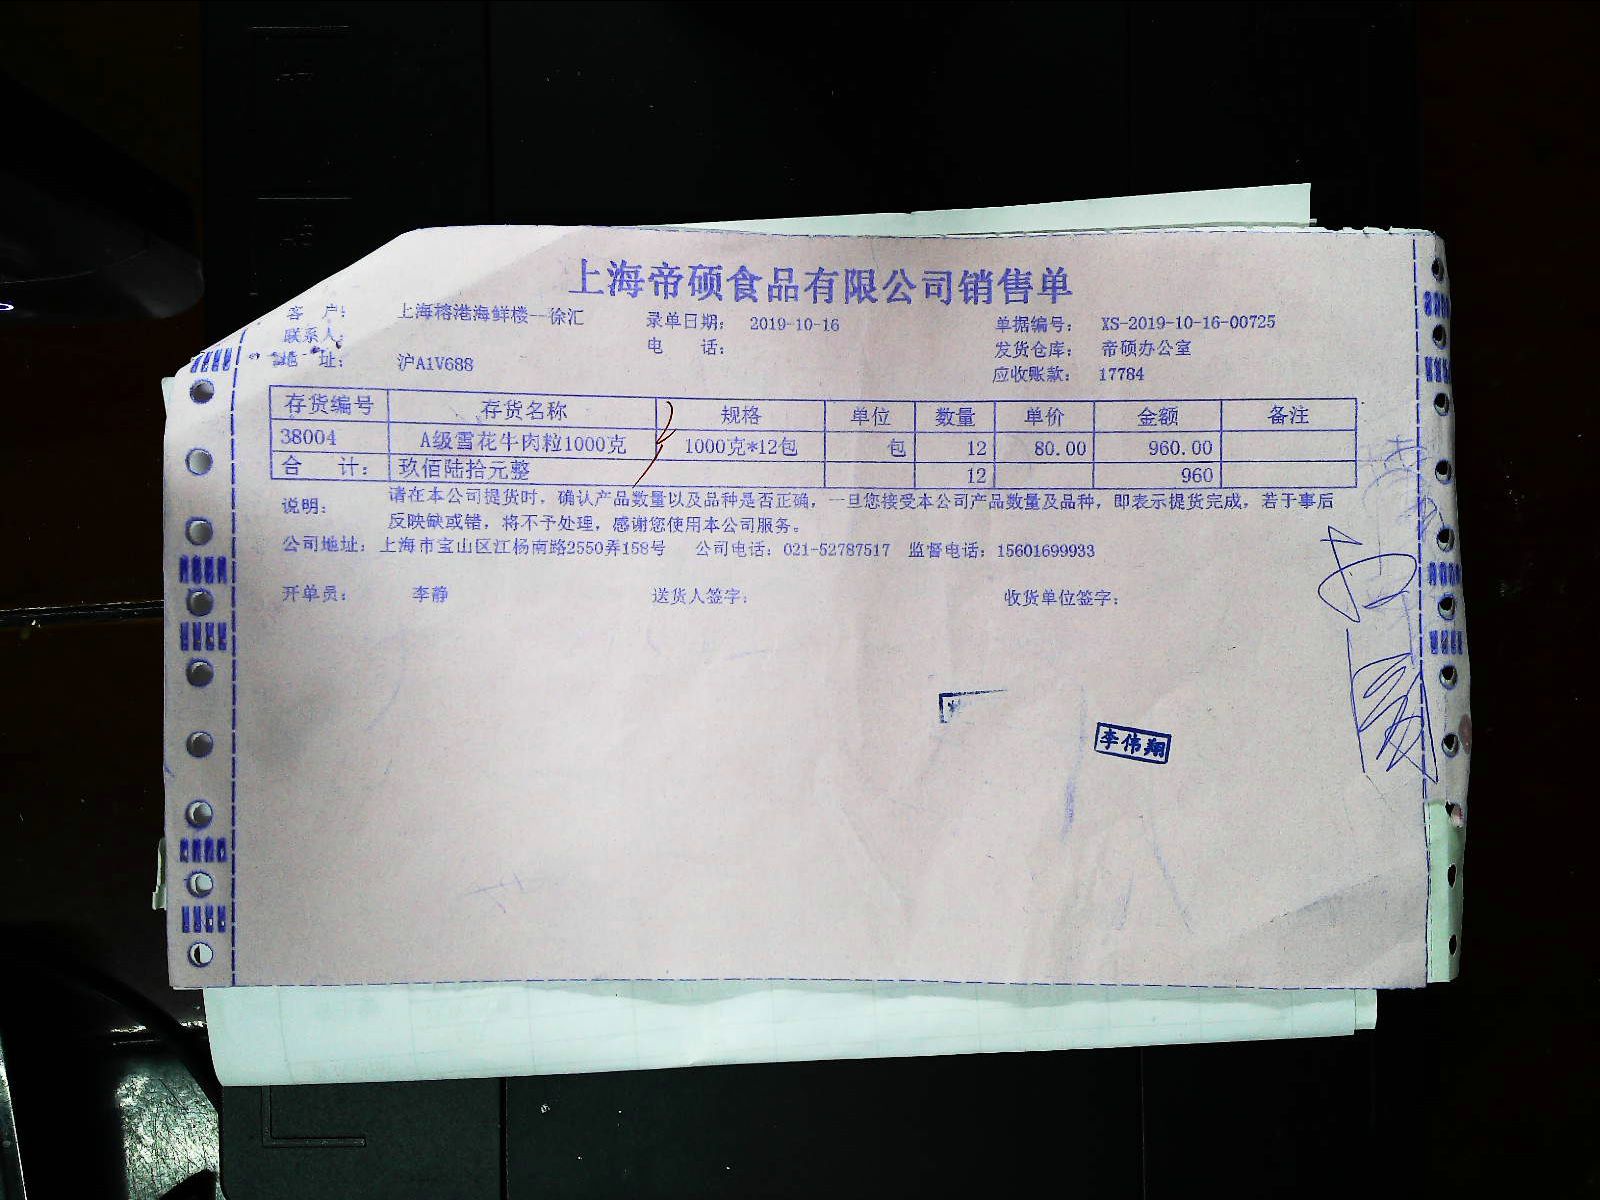 上海帝硕食品有限公司销售单
客 户: 上海榕港海鲜楼--徐汇 录单日期: 2019-10-16 单据编号: XS-2019-10-16-00725
联系人: 电 话: 发货仓库: 帝硕办公室
地 址: 沪A1V688 应收账款: 17784
存货编号 存货名称 规格 单位 数量 单价 金额 备注
38004 A级雪花牛肉粒1000克 1000克*12包 包 12 80.00 960.00
合 计: 玖佰陆拾元整 12 960
说明: 请在本公司提货时,确认产品数量以及品种是否正确,一旦您接受本公司产品数量及品种,即表示提货完成,若于事后
反映缺或错,将不予处理,感谢您使用本公司服务。
公司地址: 上海市宝山区江杨南路2550弄158号 公司电话: 021-52787517 监督电话: 15601699933
开单员: 李静 送货人签字: 收货单位签字:
李伟翔